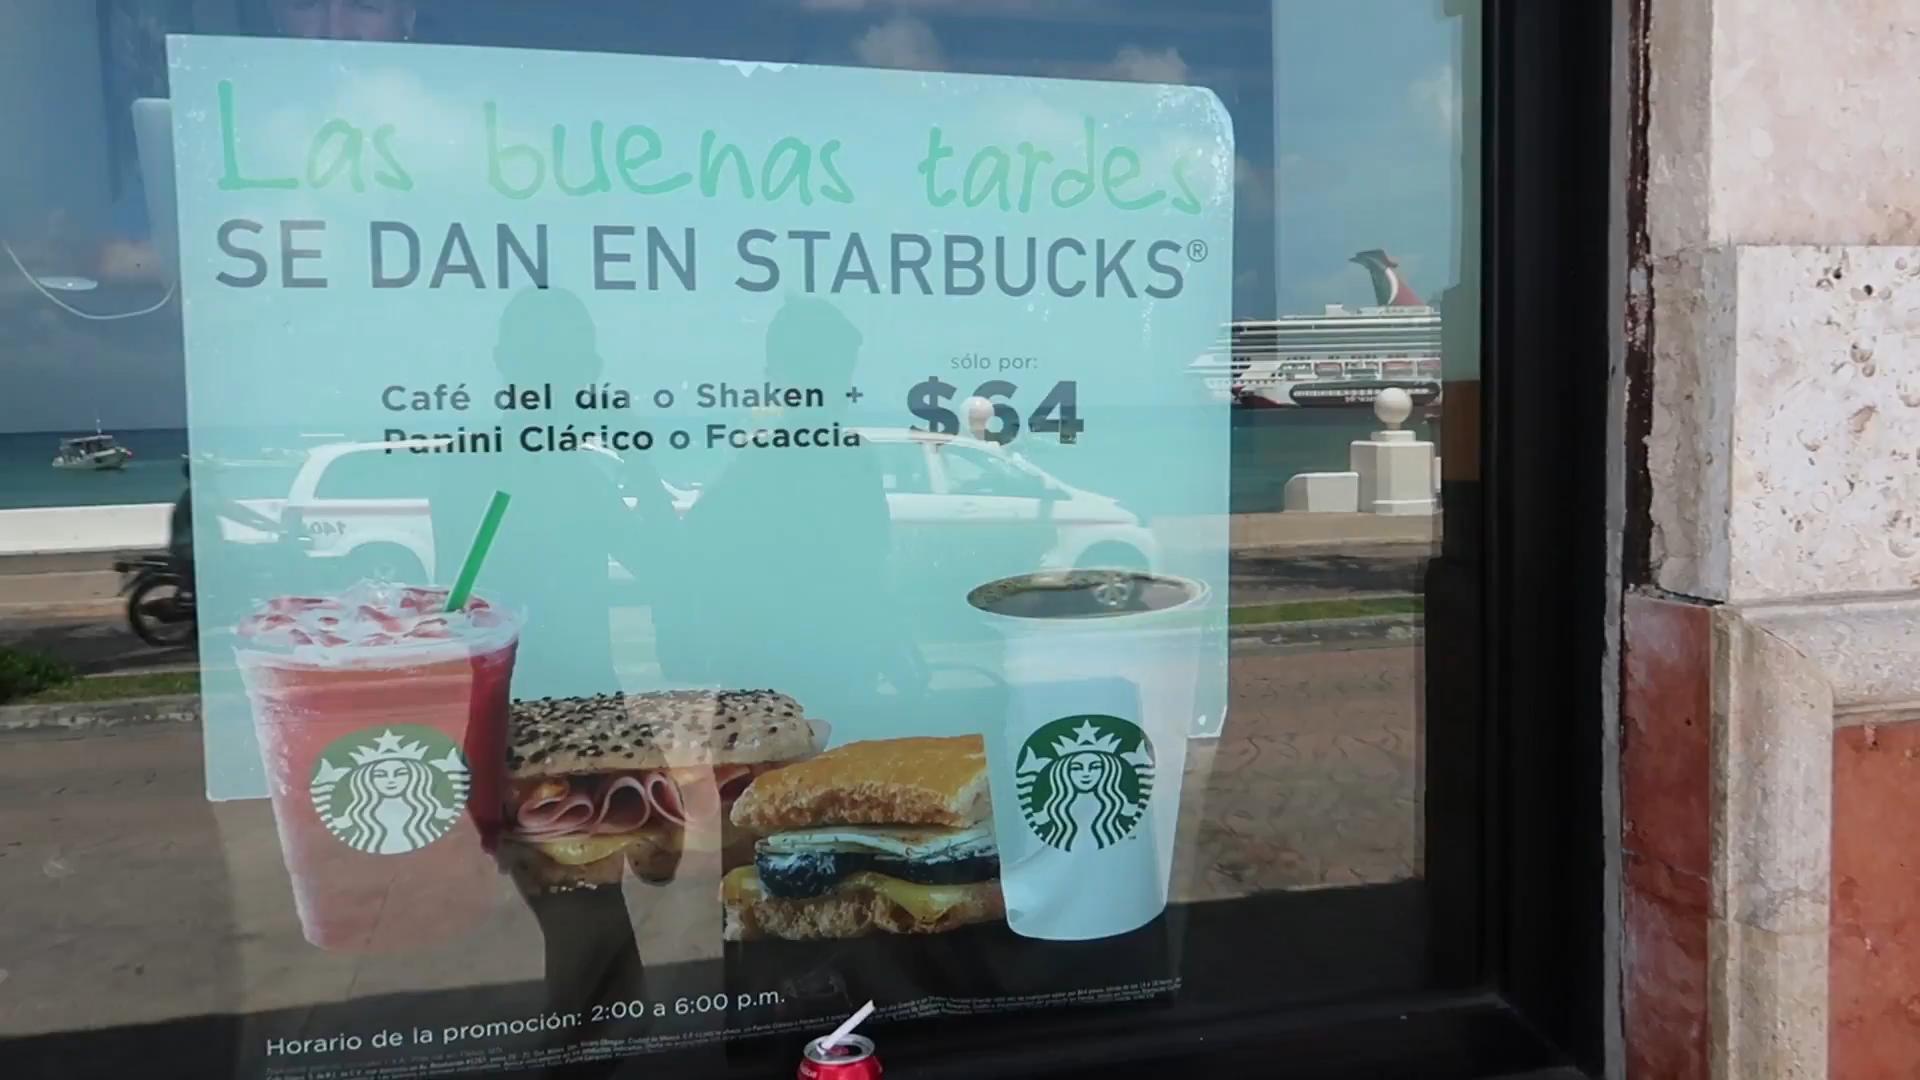 Las buenas tardes
SE DAN EN STARBUCKS®
sólo por:
Café del día o Shaken + $64
Panini Clásico o Focaccia
Horario de la promoción: 2:00 a 6:00 p.m.